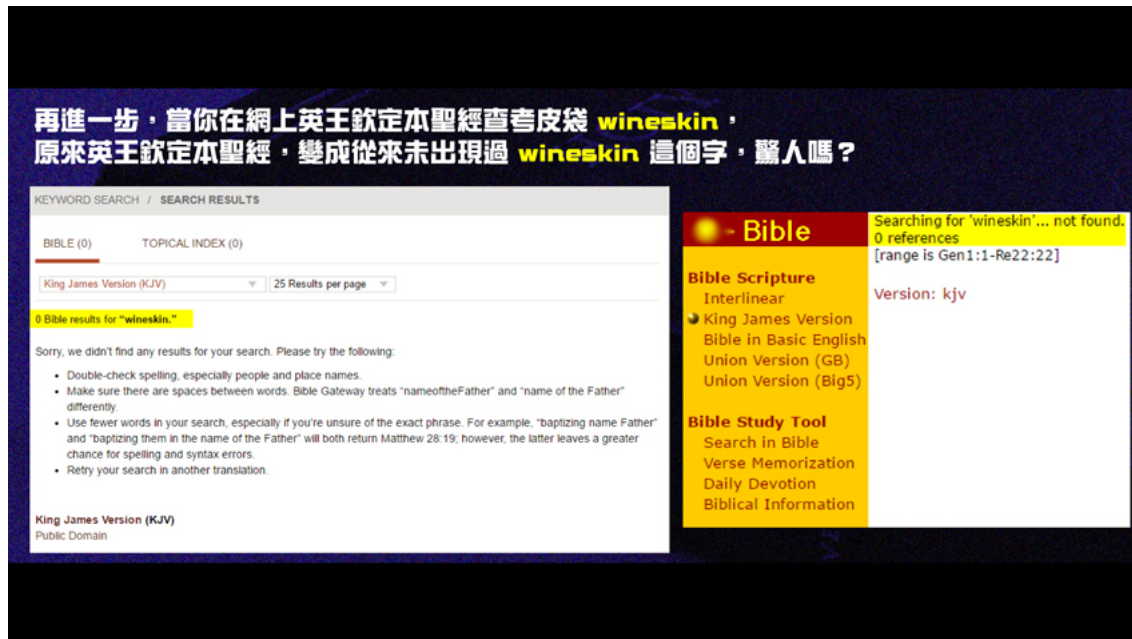 再進一步，當你在網上英王欽定本聖經查考皮袋 wineskin，
原來英王欽定本聖經，變成從來未出現過 wineskin 這個字，驚人嗎？
KEYWORD SEARCH / SEARCH RESULTS
BIBLE (0) TOPICAL INDEX (0)
King James Version (KJV) 25 Results per page
0 Bible results for “wineskin.”
Sorry, we didn't find any results for your search. Please try the following:
• Double-check spelling, especially people and place names.
• Make sure there are spaces between words. Bible Gateway treats “nameoftheFather” and “name of the Father”
differently.
• Use fewer words in your search, especially if you're unsure of the exact phrase. For example, “baptizing name Father”
and “baptizing them in the name of the Father” will both return Matthew 28:19; however, the latter leaves a greater
chance for spelling and syntax errors.
• Retry your search in another translation.
King James Version (KJV)
Public Domain
Bible
Bible Scripture
Interlinear
King James Version
Bible in Basic English
Union Version (GB)
Union Version (Big5)
Bible Study Tool
Search in Bible
Verse Memorization
Daily Devotion
Biblical Information
Searching for 'wineskin'... not found.
0 references
[range is Gen1:1-Re22:22]
Version: kjv